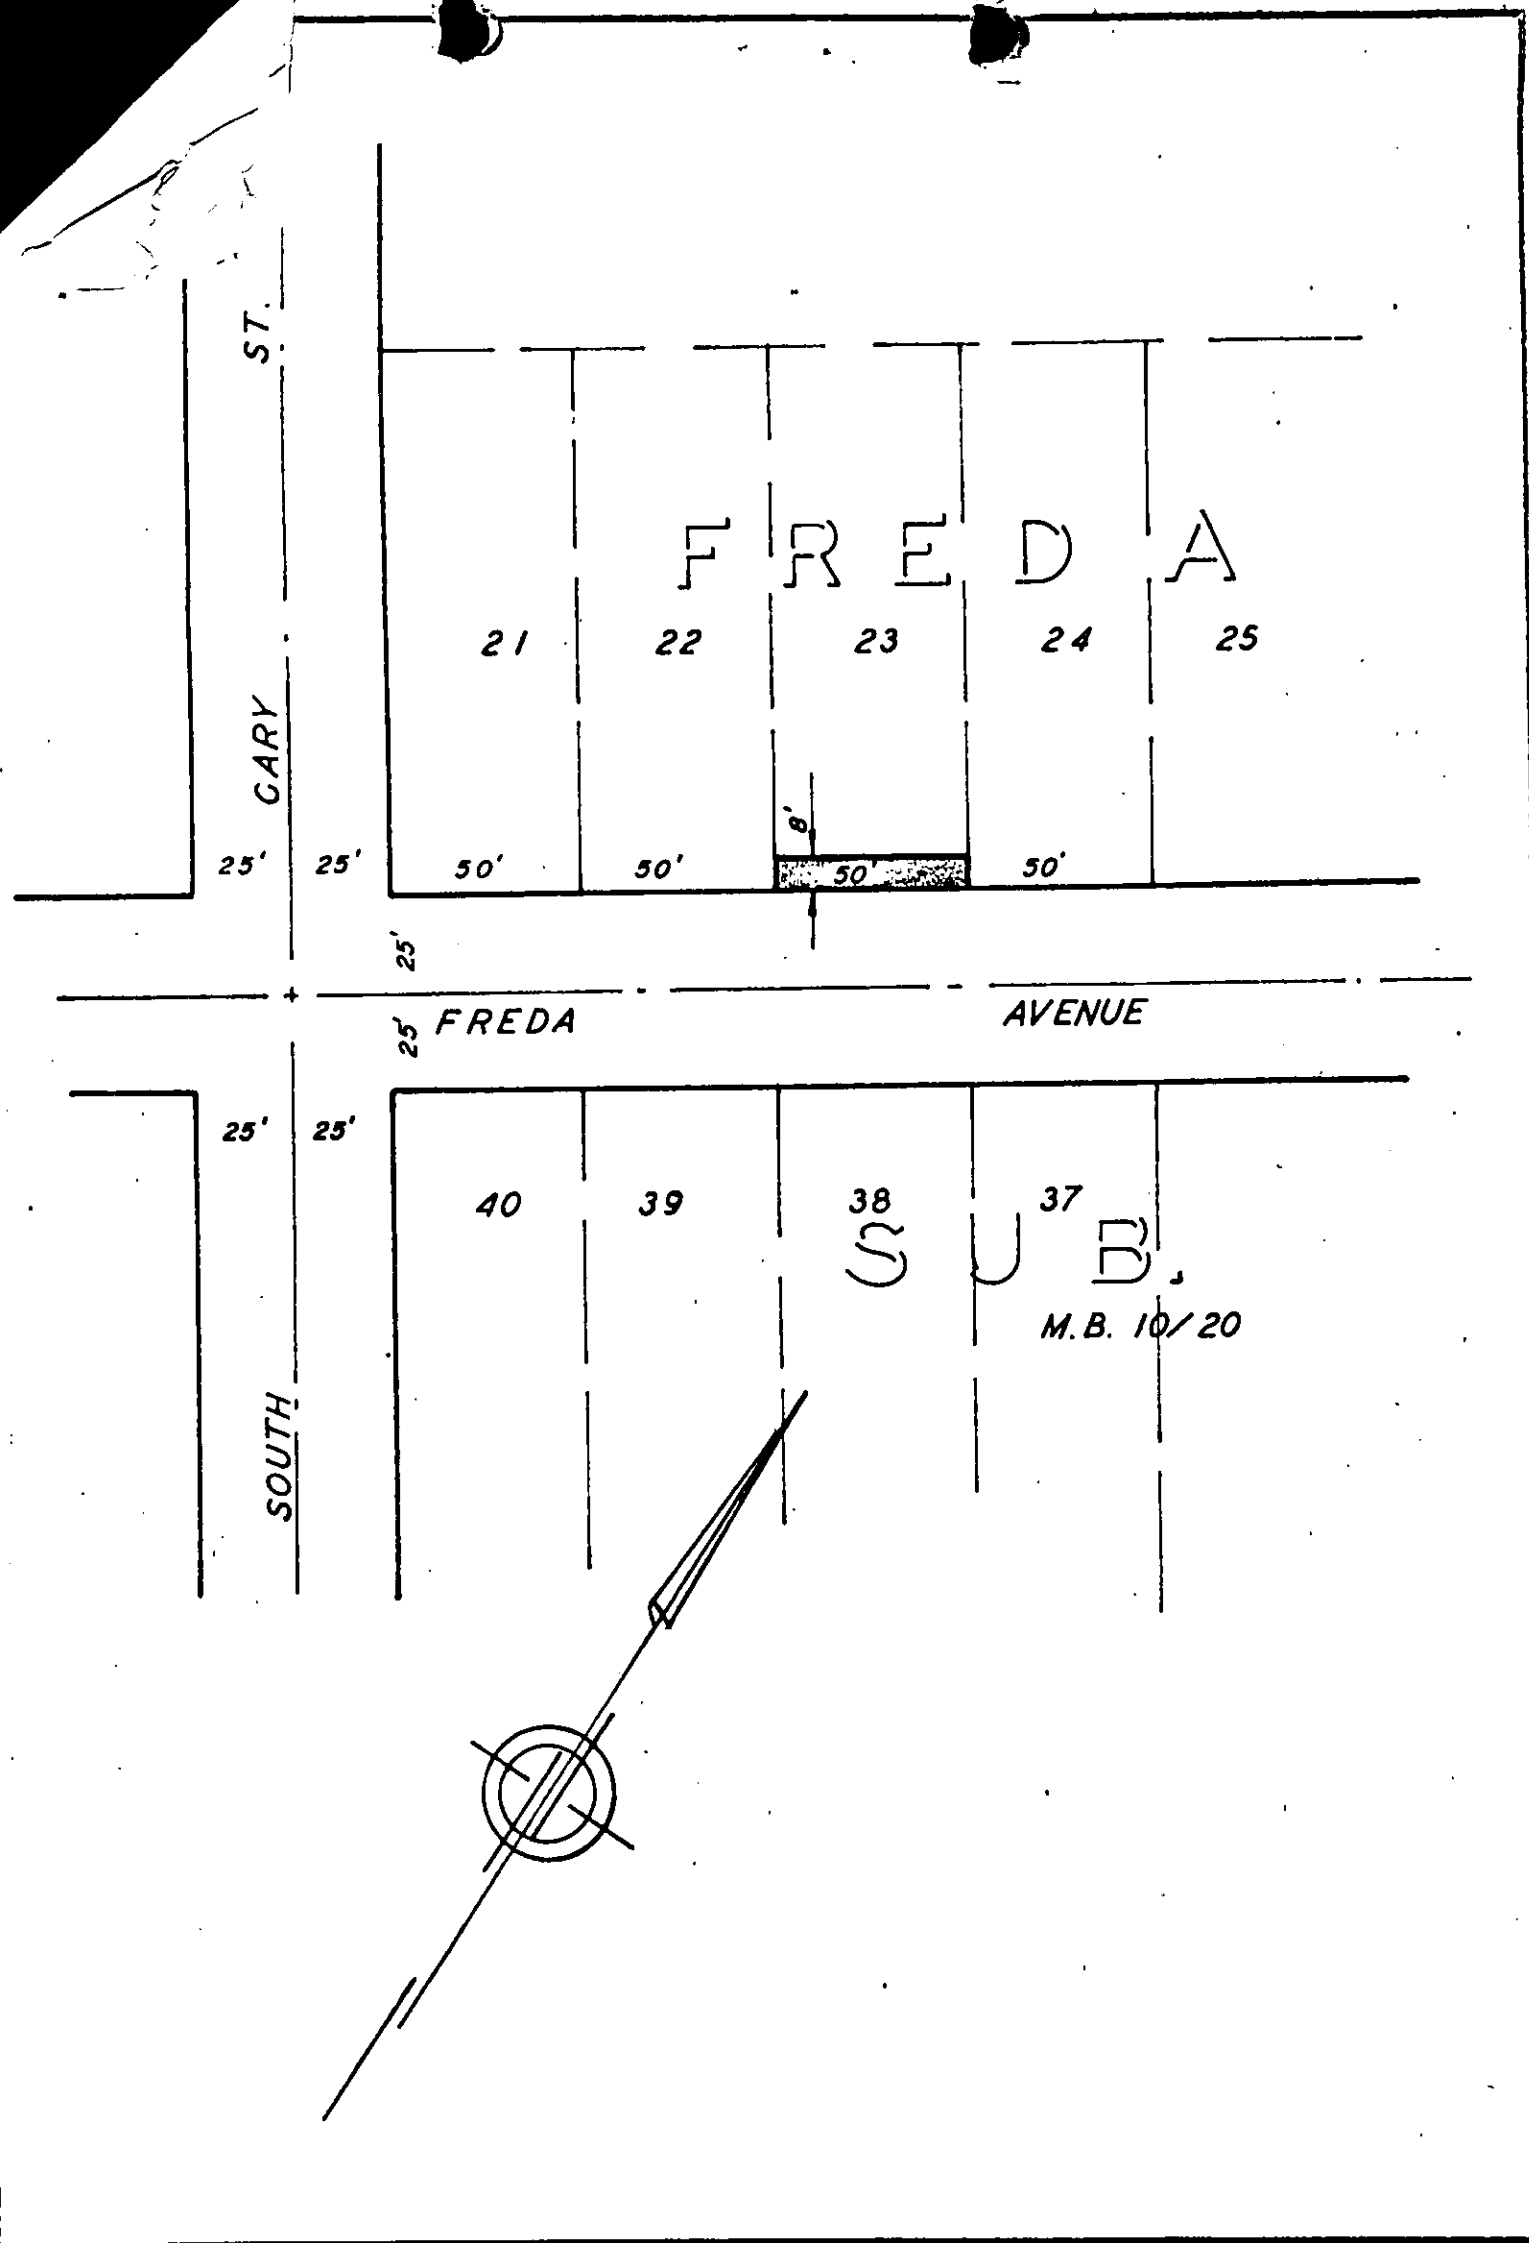 ST.
FREDA
21 22 23 24 25
CARY
8'
25' 25' 50' 50' 50' 50'
25'
25'
FREDA AVENUE
25' 25'
40 39 38 37
SUB.
M.B. 10/20
SOUTH